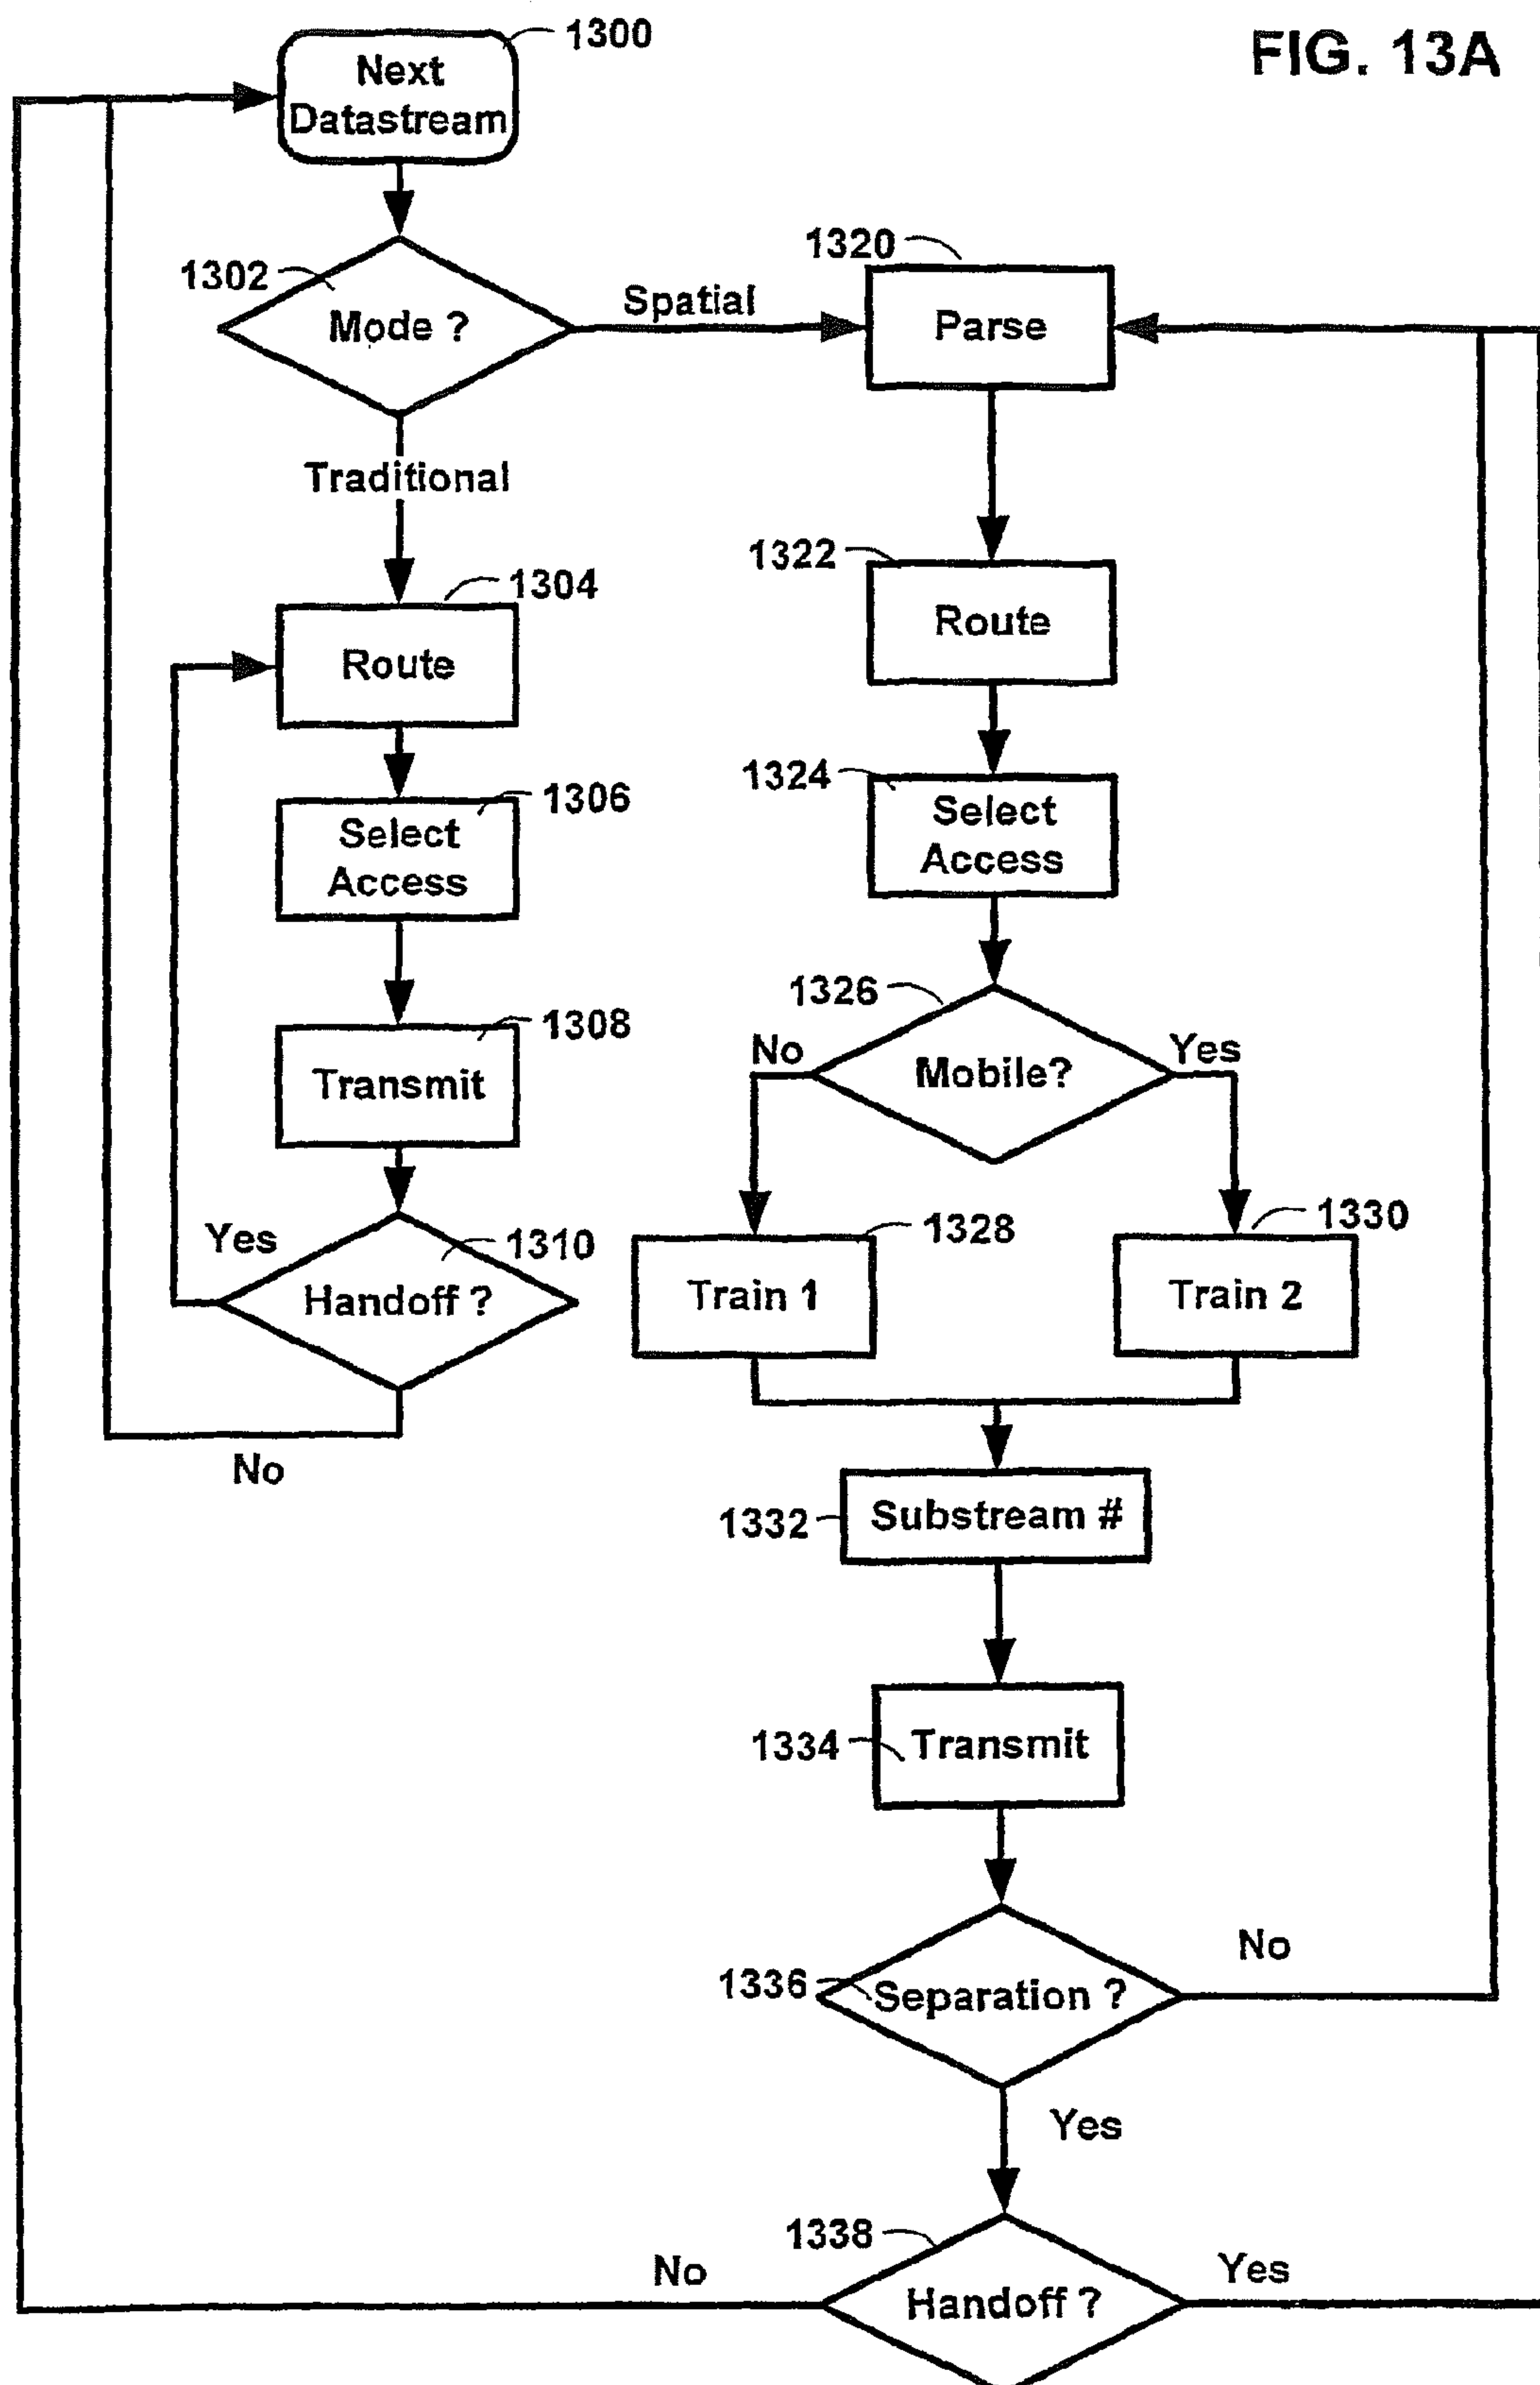 FIG. 13A
1300
Next
Datastream
1302
Mode ?
Spatial
Traditional
1304
Route
1306
Select
Access
1308
Transmit
1310
Handoff ?
Yes
No
1320
Parse
1322
Route
1324
Select
Access
1326
Mobile?
No
Yes
1328
Train 1
1330
Train 2
1332
Substream #
1334
Transmit
1336
Separation ?
No
Yes
1338
Handoff ?
No
Yes